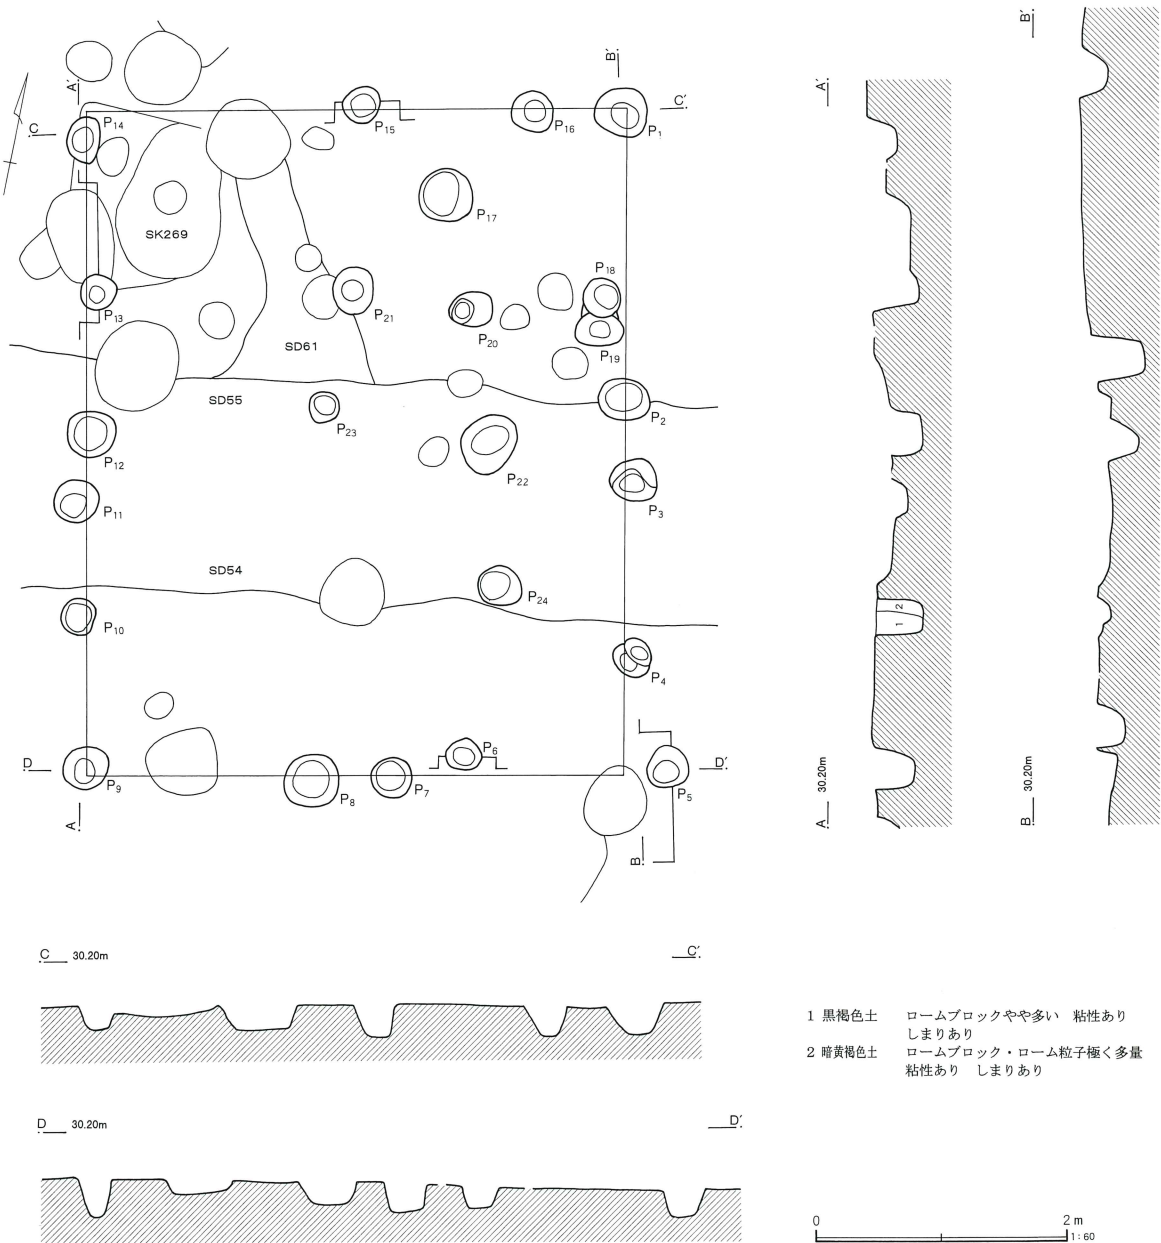 A′
B′
C
C′
P14
P15
P16
P1
P17
SK269
P13
P21
P20
P18
P19
SD61
SD55
P23
P2
P12
P22
P3
P11
SD54
P24
P10
P4
D
D′
P9
P8
P7
P6
P5
A
B
A′
B′
1 2
A 30.20m
B 30.20m
C 30.20m
C′
D 30.20m
D′
1 黒褐色土 ロームブロックやや多い 粘性あり
しまりあり
2 暗黄褐色土 ロームブロック・ローム粒子極く多量
粘性あり しまりあり
0 2m
1:60